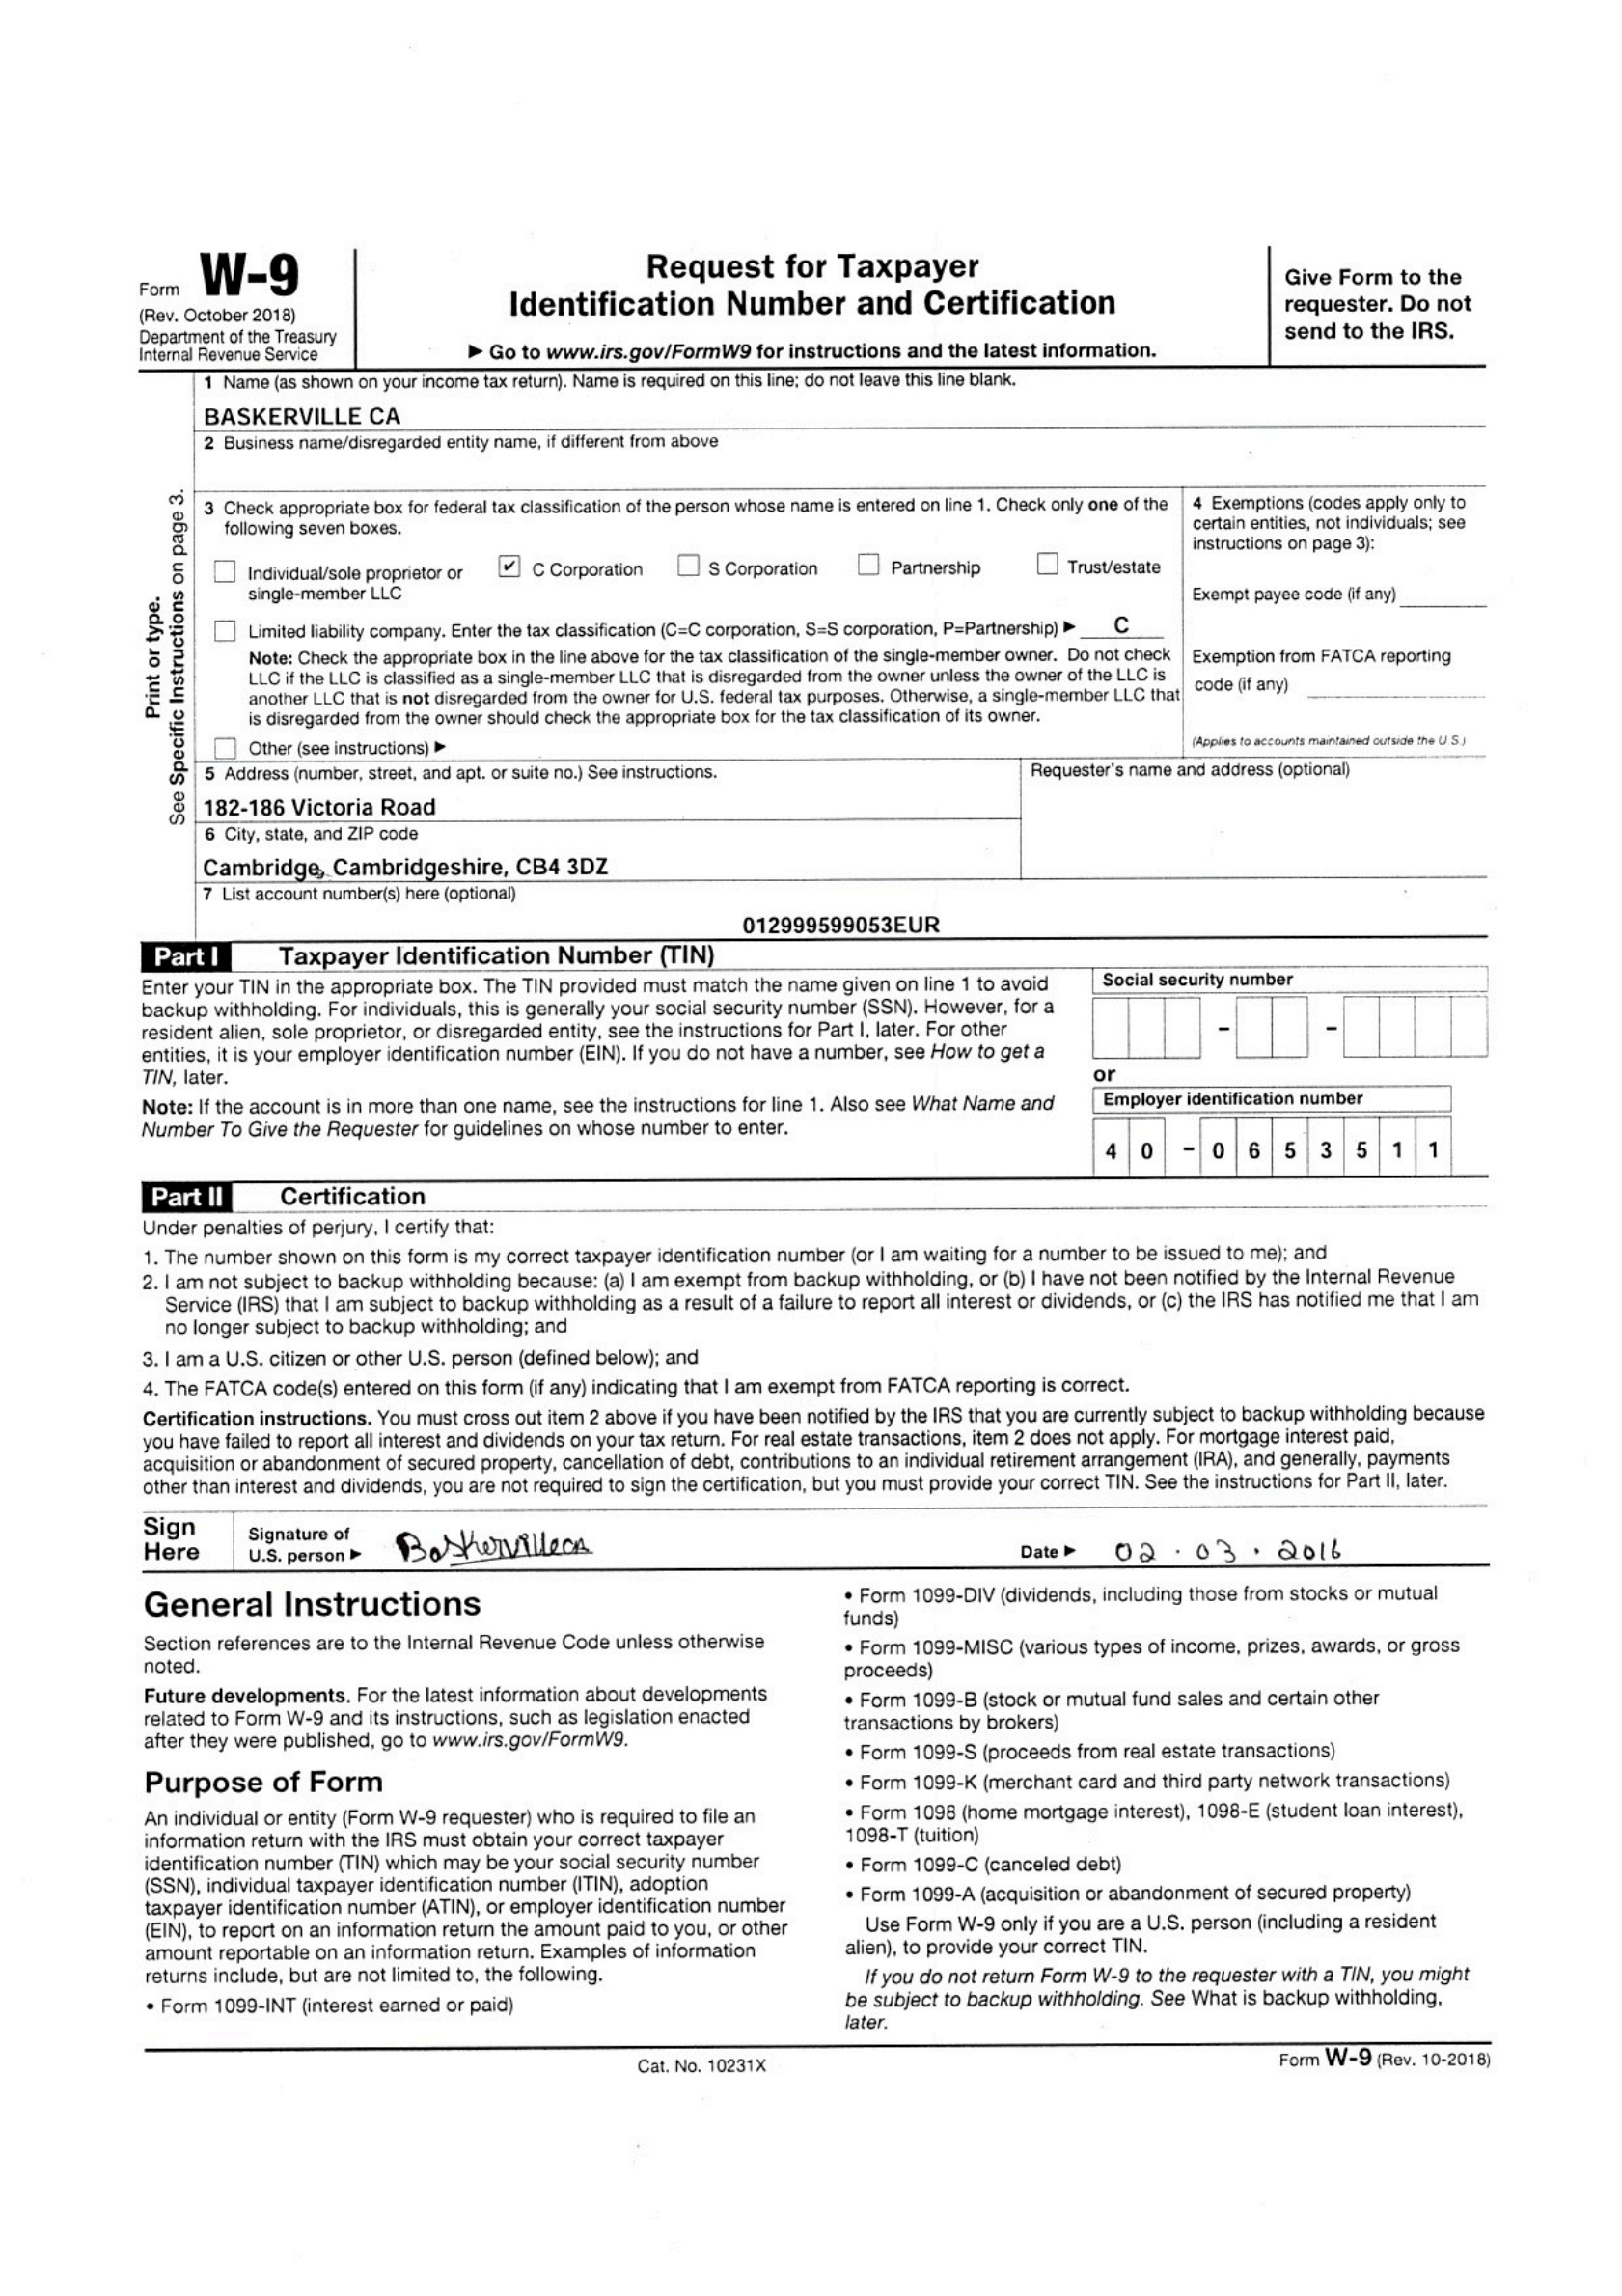 Form W-9
(Rev. October 2018)
Department of the Treasury
Internal Revenue Service
Request for Taxpayer
Identification Number and Certification
▶ Go to www.irs.gov/FormW9 for instructions and the latest information.
Give Form to the
requester. Do not
send to the IRS.
Print or type.
See Specific Instructions on page 3.
1 Name (as shown on your income tax return). Name is required on this line; do not leave this line blank.
BASKERVILLE CA
2 Business name/disregarded entity name, if different from above
3 Check appropriate box for federal tax classification of the person whose name is entered on line 1. Check only one of the
following seven boxes.
Individual/sole proprietor or
single-member LLC
✔ C Corporation
S Corporation
Partnership
Trust/estate
Limited liability company. Enter the tax classification (C=C corporation, S=S corporation, P=Partnership) ▶ C
Note: Check the appropriate box in the line above for the tax classification of the single-member owner. Do not check
LLC if the LLC is classified as a single-member LLC that is disregarded from the owner unless the owner of the LLC is
another LLC that is not disregarded from the owner for U.S. federal tax purposes. Otherwise, a single-member LLC that
is disregarded from the owner should check the appropriate box for the tax classification of its owner.
Other (see instructions) ▶
4 Exemptions (codes apply only to
certain entities, not individuals; see
instructions on page 3):
Exempt payee code (if any)
Exemption from FATCA reporting
code (if any)
(Applies to accounts maintained outside the U.S.)
5 Address (number, street, and apt. or suite no.) See instructions.
182-186 Victoria Road
6 City, state, and ZIP code
Cambridge, Cambridgeshire, CB4 3DZ
Requester's name and address (optional)
7 List account number(s) here (optional)
012999599053EUR
Part I Taxpayer Identification Number (TIN)
Enter your TIN in the appropriate box. The TIN provided must match the name given on line 1 to avoid
backup withholding. For individuals, this is generally your social security number (SSN). However, for a
resident alien, sole proprietor, or disregarded entity, see the instructions for Part I, later. For other
entities, it is your employer identification number (EIN). If you do not have a number, see How to get a
TIN, later.
Note: If the account is in more than one name, see the instructions for line 1. Also see What Name and
Number To Give the Requester for guidelines on whose number to enter.
Social security number
– –
or
Employer identification number
4 0 – 0 6 5 3 5 1 1
Part II Certification
Under penalties of perjury, I certify that:
1. The number shown on this form is my correct taxpayer identification number (or I am waiting for a number to be issued to me); and
2. I am not subject to backup withholding because: (a) I am exempt from backup withholding, or (b) I have not been notified by the Internal Revenue
Service (IRS) that I am subject to backup withholding as a result of a failure to report all interest or dividends, or (c) the IRS has notified me that I am
no longer subject to backup withholding; and
3. I am a U.S. citizen or other U.S. person (defined below); and
4. The FATCA code(s) entered on this form (if any) indicating that I am exempt from FATCA reporting is correct.
Certification instructions. You must cross out item 2 above if you have been notified by the IRS that you are currently subject to backup withholding because
you have failed to report all interest and dividends on your tax return. For real estate transactions, item 2 does not apply. For mortgage interest paid,
acquisition or abandonment of secured property, cancellation of debt, contributions to an individual retirement arrangement (IRA), and generally, payments
other than interest and dividends, you are not required to sign the certification, but you must provide your correct TIN. See the instructions for Part II, later.
Sign
Here
Signature of
U.S. person ▶ Baskervilleca
Date ▶ 02 . 03 . 2016
General Instructions
Section references are to the Internal Revenue Code unless otherwise
noted.
Future developments. For the latest information about developments
related to Form W-9 and its instructions, such as legislation enacted
after they were published, go to www.irs.gov/FormW9.
Purpose of Form
An individual or entity (Form W-9 requester) who is required to file an
information return with the IRS must obtain your correct taxpayer
identification number (TIN) which may be your social security number
(SSN), individual taxpayer identification number (ITIN), adoption
taxpayer identification number (ATIN), or employer identification number
(EIN), to report on an information return the amount paid to you, or other
amount reportable on an information return. Examples of information
returns include, but are not limited to, the following.
• Form 1099-INT (interest earned or paid)
• Form 1099-DIV (dividends, including those from stocks or mutual
funds)
• Form 1099-MISC (various types of income, prizes, awards, or gross
proceeds)
• Form 1099-B (stock or mutual fund sales and certain other
transactions by brokers)
• Form 1099-S (proceeds from real estate transactions)
• Form 1099-K (merchant card and third party network transactions)
• Form 1098 (home mortgage interest), 1098-E (student loan interest),
1098-T (tuition)
• Form 1099-C (canceled debt)
• Form 1099-A (acquisition or abandonment of secured property)
Use Form W-9 only if you are a U.S. person (including a resident
alien), to provide your correct TIN.
If you do not return Form W-9 to the requester with a TIN, you might
be subject to backup withholding. See What is backup withholding,
later.
Cat. No. 10231X
Form W-9 (Rev. 10-2018)